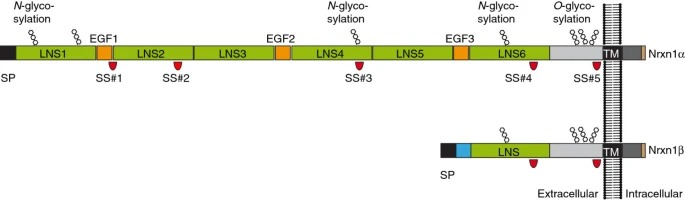 N-glyco-
sylation
N-glyco-
sylation
N-glyco-
sylation
O-glyco-
sylation
EGF1
EGF2
EGF3
LNS1
LNS2
LNS3
LNS4
LNS5
LNS6
TM
Nrxn1α
SP
SS#1
SS#2
SS#3
SS#4
SS#5
LNS
TM
Nrxn1β
SP
Extracellular
Intracellular